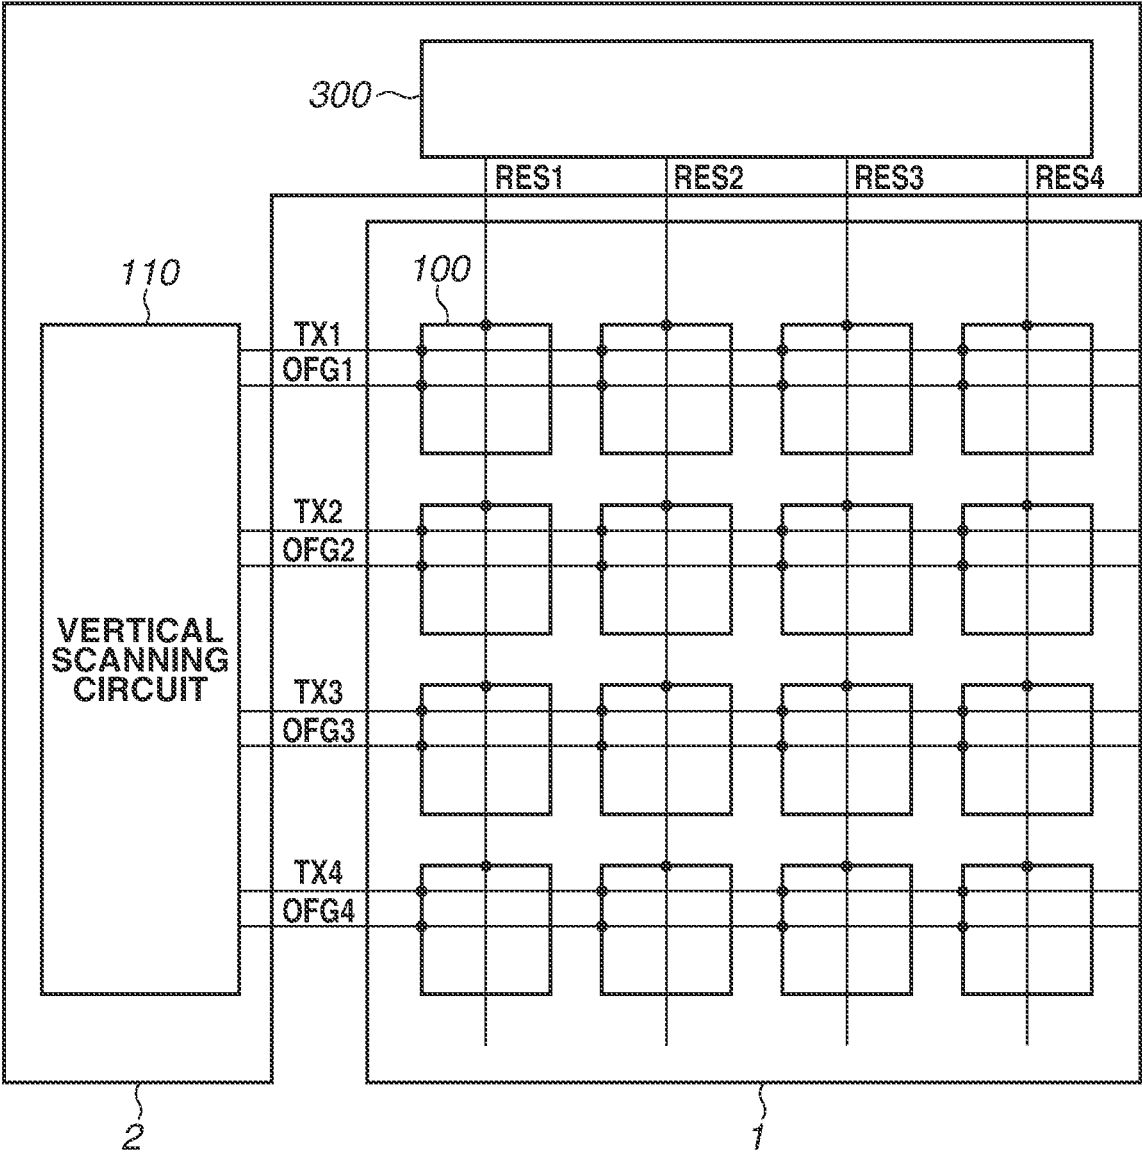 300
RES1 RES2 RES3 RES4
110
100
TX1
OFG1
TX2
OFG2
VERTICAL
SCANNING
CIRCUIT
TX3
OFG3
TX4
OFG4
2
1